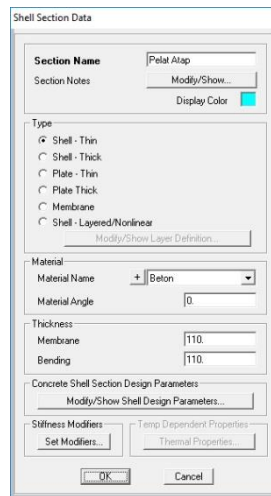 Shell Section Data
Section Name Pelat Atap
Section Notes Modify/Show...
Display Color
Type
Shell - Thin
Shell - Thick
Plate - Thin
Plate Thick
Membrane
Shell - Layered/Nonlinear
Modify/Show Layer Definition...
Material
Material Name + Beton
Material Angle 0.
Thickness
Membrane 110.
Bending 110.
Concrete Shell Section Design Parameters
Modify/Show Shell Design Parameters...
Stiffness Modifiers Temp Dependent Properties
Set Modifiers... Thermal Properties...
OK Cancel